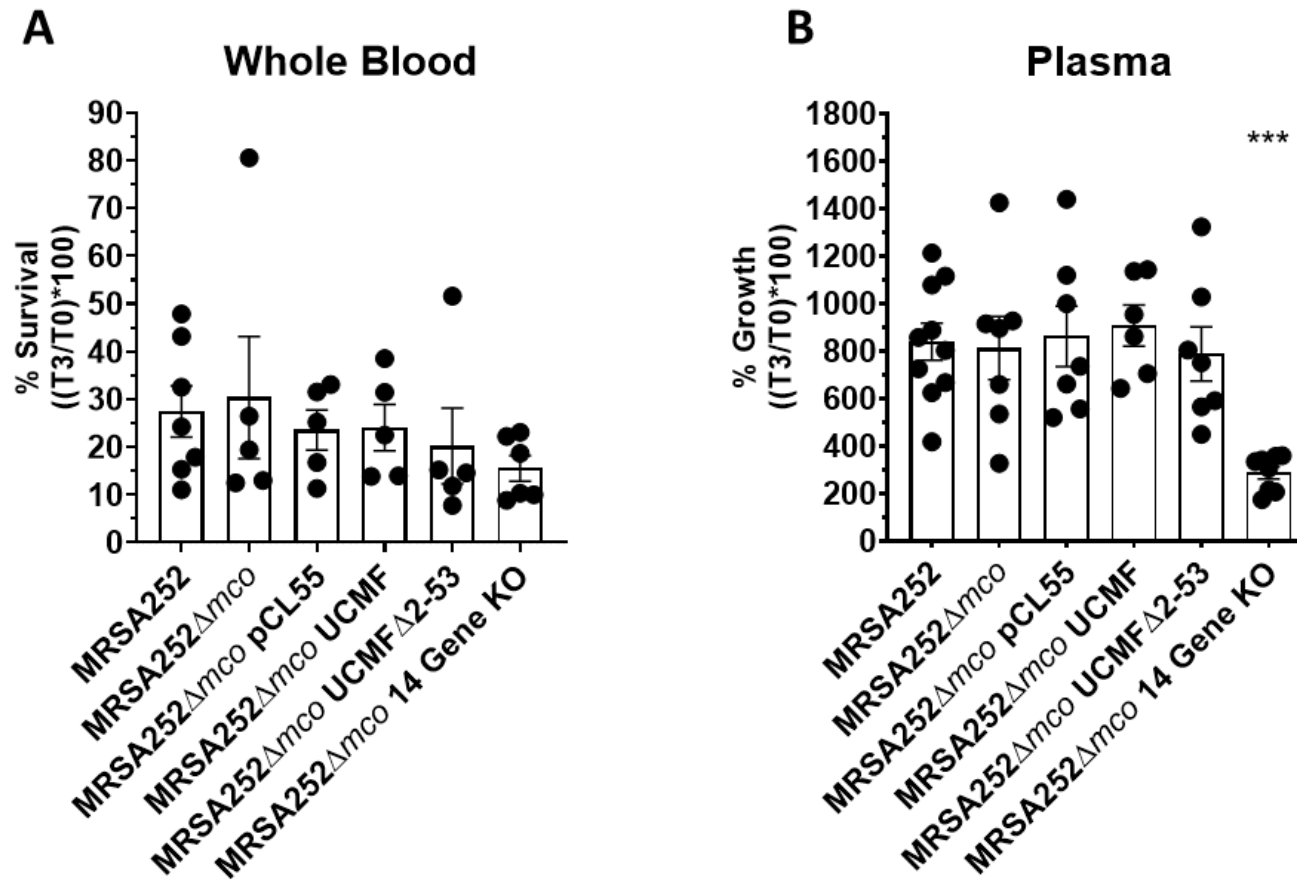 A
Whole Blood
% Survival
((T3/T0)*100)
90
80
70
60
50
40
30
20
10
0
MRSA252
MRSA252Δmco
MRSA252Δmco pCL55
MRSA252Δmco UCMF
MRSA252Δmco UCMFΔ2-53
MRSA252Δmco 14 Gene KO
B
Plasma
% Growth
((T3/T0)*100)
1800
1600
1400
1200
1000
800
600
400
200
0
***
MRSA252
MRSA252Δmco
MRSA252Δmco pCL55
MRSA252Δmco UCMF
MRSA252Δmco UCMFΔ2-53
MRSA252Δmco 14 Gene KO